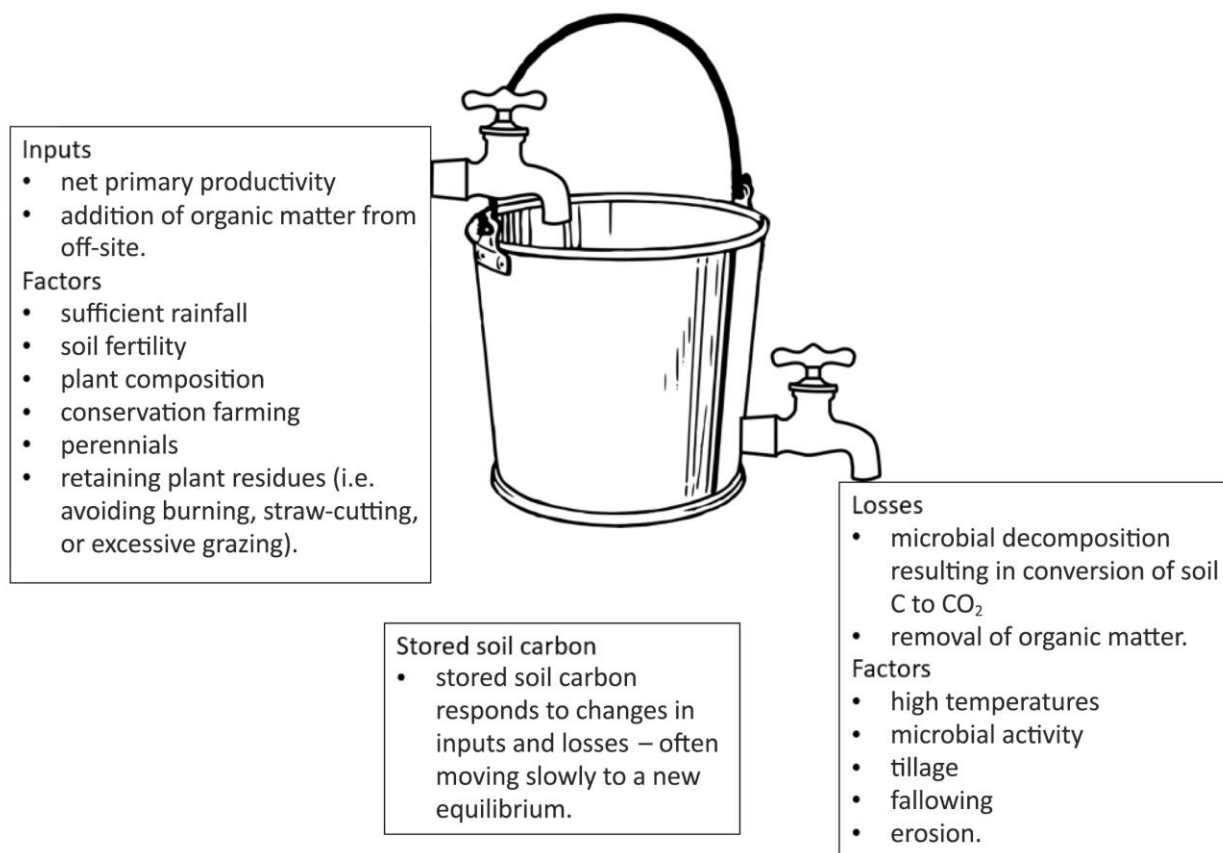 Inputs
• net primary productivity
• addition of organic matter from
off-site.
Factors
• sufficient rainfall
• soil fertility
• plant composition
• conservation farming
• perennials
• retaining plant residues (i.e.
avoiding burning, straw-cutting,
or excessive grazing).
Stored soil carbon
• stored soil carbon
responds to changes in
inputs and losses – often
moving slowly to a new
equilibrium.
Losses
• microbial decomposition
resulting in conversion of soil
C to CO₂
• removal of organic matter.
Factors
• high temperatures
• microbial activity
• tillage
• fallowing
• erosion.